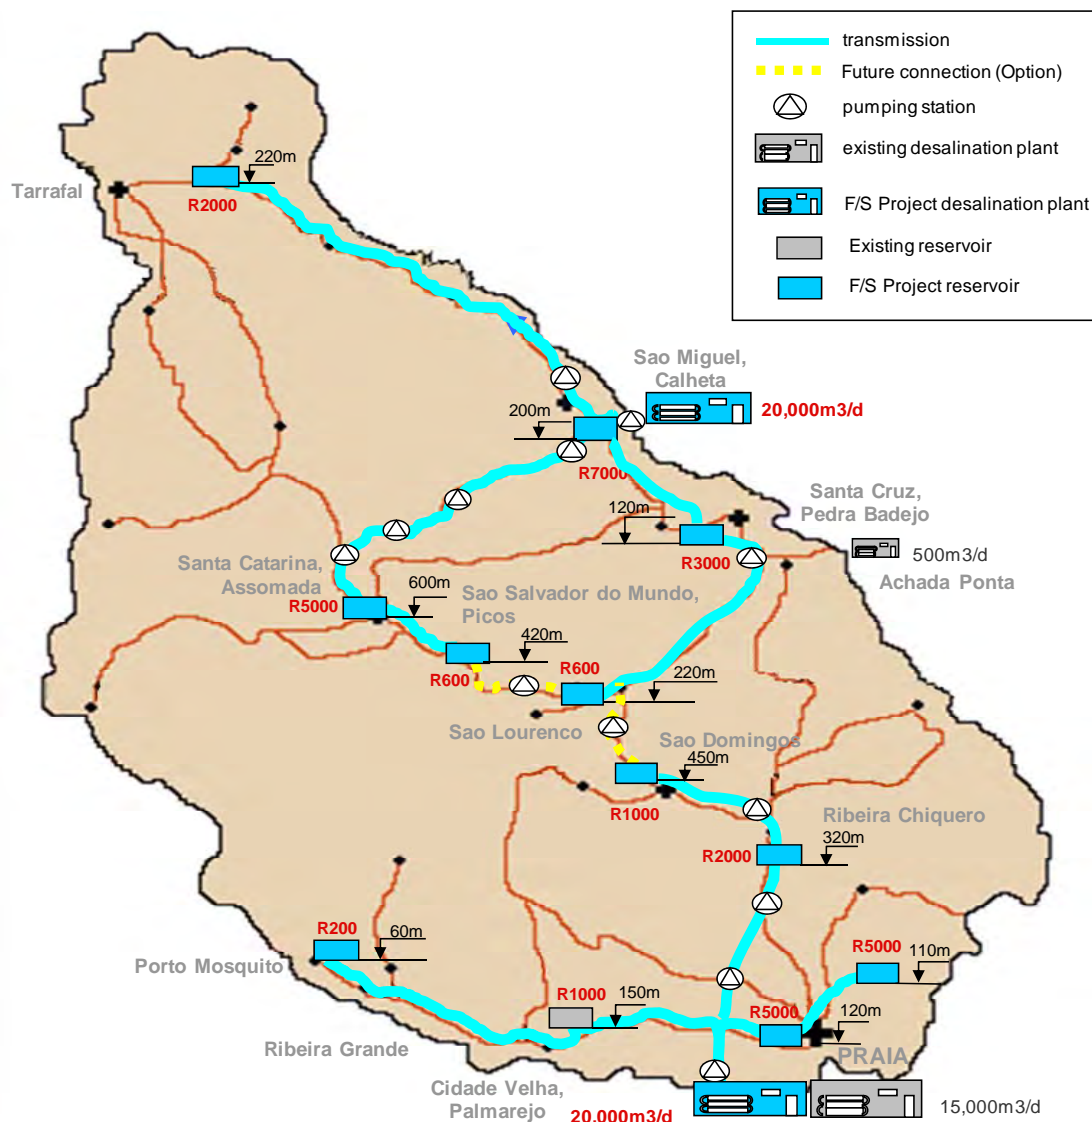 transmission
Future connection (Option)
pumping station
existing desalination plant
F/S Project desalination plant
Existing reservoir
F/S Project reservoir
220m
Tarrafal
R2000
Sao Miguel,
Calheta
20,000m3/d
200m
R7000
Santa Cruz,
Pedra Badejo
120m
R3000
500m3/d
Achada Ponta
Santa Catarina,
Assomada
R5000
600m
Sao Salvador do Mundo,
Picos
420m
R600
R600
220m
Sao Lourenco
Sao Domingos
450m
R1000
Ribeira Chiquero
R2000
320m
R200
60m
Porto Mosquito
R5000
110m
R1000
150m
R5000
120m
Ribeira Grande
PRAIA
Cidade Velha,
Palmarejo
20,000m3/d
15,000m3/d